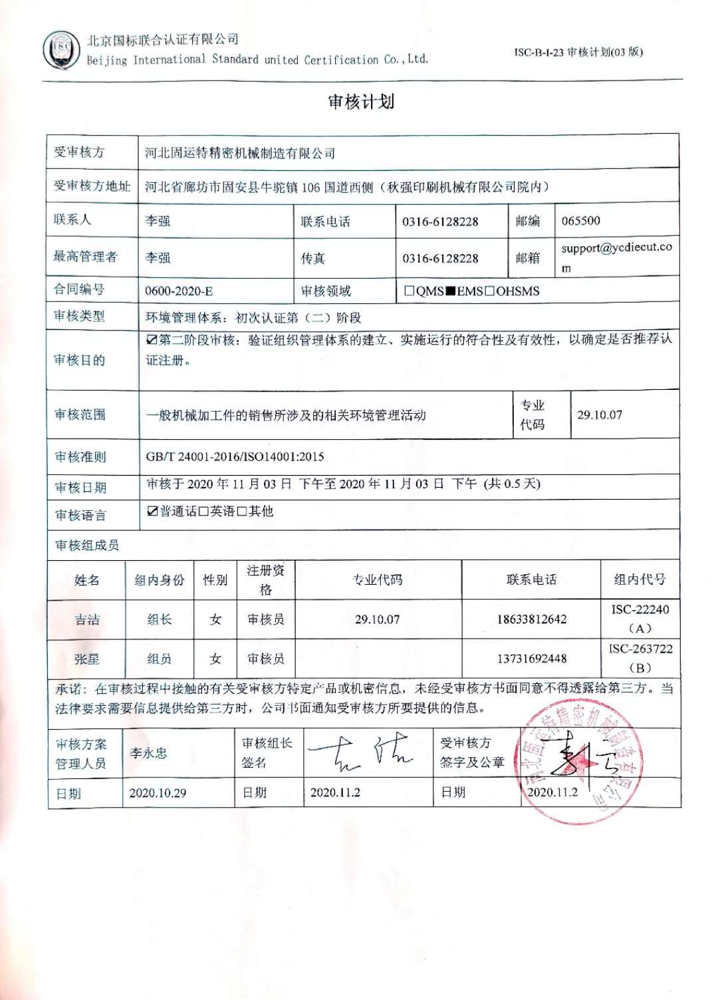 北京国标联合认证有限公司
Beijing International Standard united Certification Co.,Ltd.
ISC-B-I-23 审核计划(03 版)
ISC
审核计划
受审核方 河北固运特精密机械制造有限公司
受审核方地址 河北省廊坊市固安县牛驼镇 106 国道西侧（秋强印刷机械有限公司院内）
联系人 李强 联系电话 0316-6128228 邮编 065500
最高管理者 李强 传真 0316-6128228 邮箱 support@ycdiecut.co
m
合同编号 0600-2020-E 审核领域 □QMS■EMS□OHSMS
审核类型 环境管理体系：初次认证第（二）阶段
审核目的 ☑第二阶段审核：验证组织管理体系的建立、实施运行的符合性及有效性，以确定是否推荐认
证注册。
审核范围 一般机械加工件的销售所涉及的相关环境管理活动 专业
代码 29.10.07
审核准则 GB/T 24001-2016/ISO14001:2015
审核日期 审核于 2020 年 11 月 03 日 下午至 2020 年 11 月 03 日 下午 (共 0.5 天)
审核语言 ☑普通话□英语□其他
审核组成员
姓名 组内身份 性别 注册资
格 专业代码 联系电话 组内代号
吉洁 组长 女 审核员 29.10.07 18633812642 ISC-22240
（A）
张星 组员 女 审核员 13731692448 ISC-263722
（B）
承诺：在审核过程中接触的有关受审核方特定产品或机密信息，未经受审核方书面同意不得透露给第三方。当
法律要求需要信息提供给第三方时，公司书面通知受审核方所要提供的信息。
审核方案
管理人员 李永忠 审核组长
签名 吉洁 受审核方
签字及公章
河北固运特精密机械制造有限公司
日期 2020.10.29 日期 2020.11.2 日期 2020.11.2